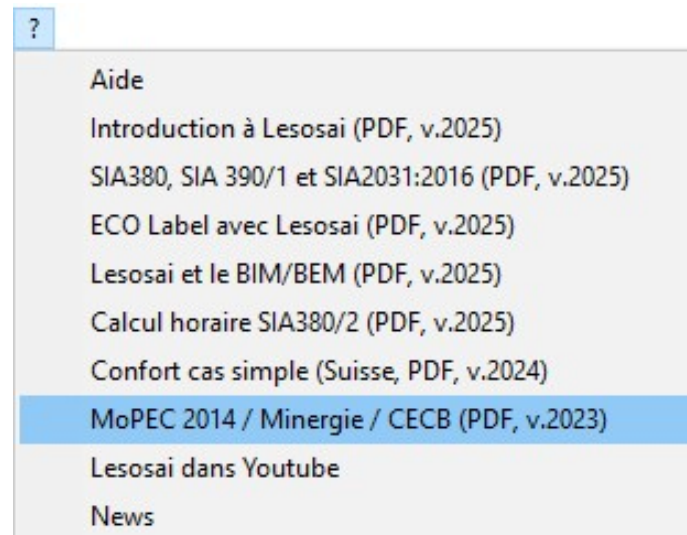 ?
Aide
Introduction à Lesosai (PDF, v.2025)
SIA380, SIA 390/1 et SIA2031:2016 (PDF, v.2025)
ECO Label avec Lesosai (PDF, v.2025)
Lesosai et le BIM/BEM (PDF, v.2025)
Calcul horaire SIA380/2 (PDF, v.2025)
Confort cas simple (Suisse, PDF, v.2024)
MoPEC 2014 / Minergie / CECB (PDF, v.2023)
Lesosai dans Youtube
News